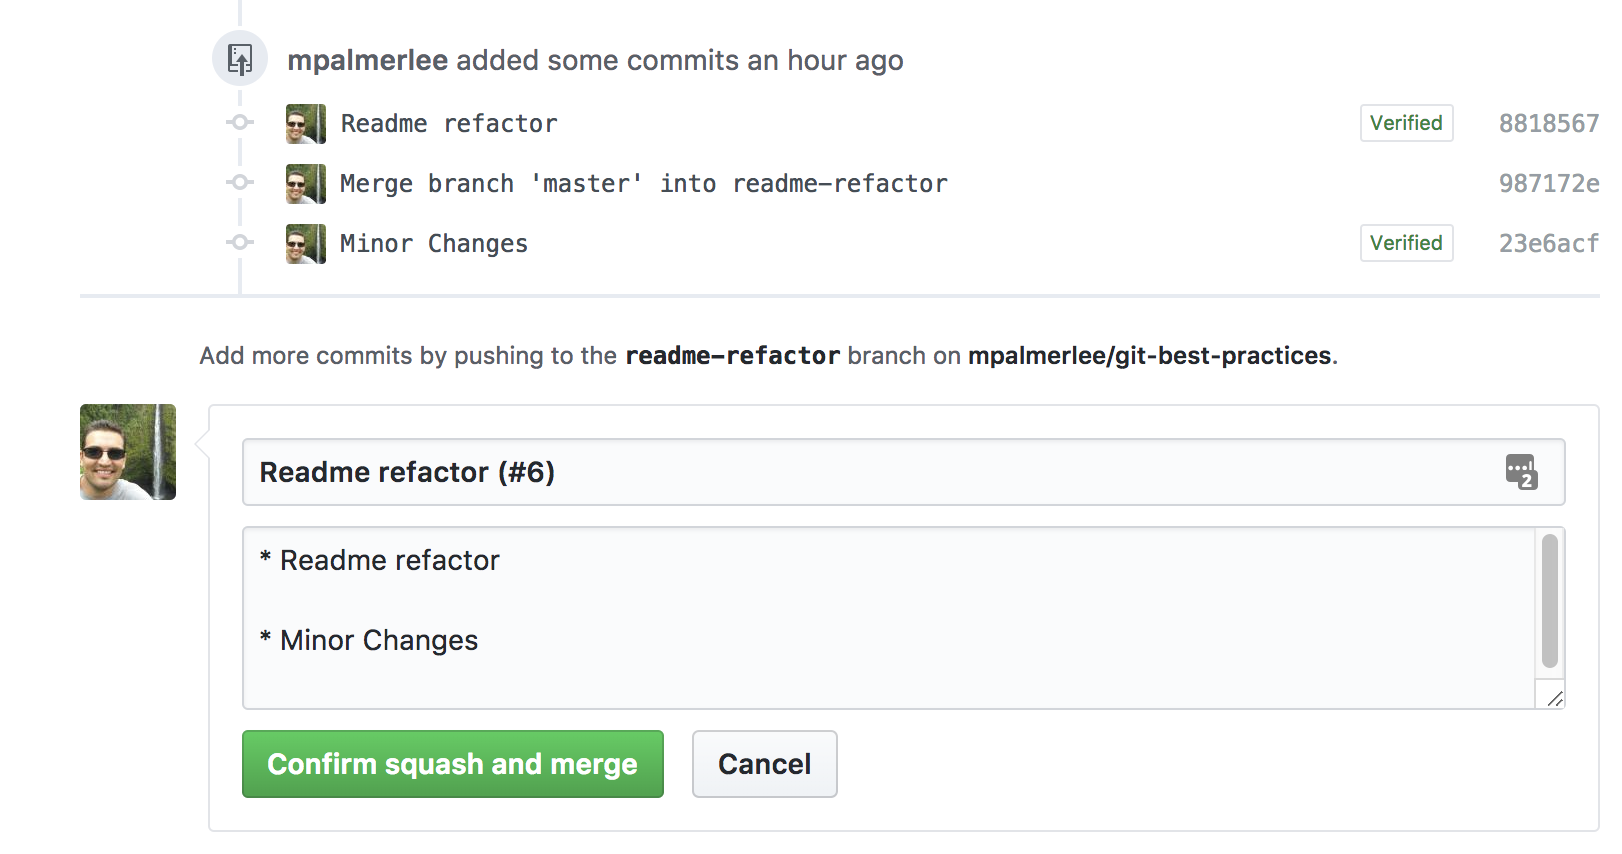 mpalmerlee added some commits an hour ago
Readme refactor Verified 8818567
Merge branch 'master' into readme-refactor 987172e
Minor Changes Verified 23e6acf
Add more commits by pushing to the readme-refactor branch on mpalmerlee/git-best-practices.
Readme refactor (#6) 2
* Readme refactor
* Minor Changes
Confirm squash and merge Cancel